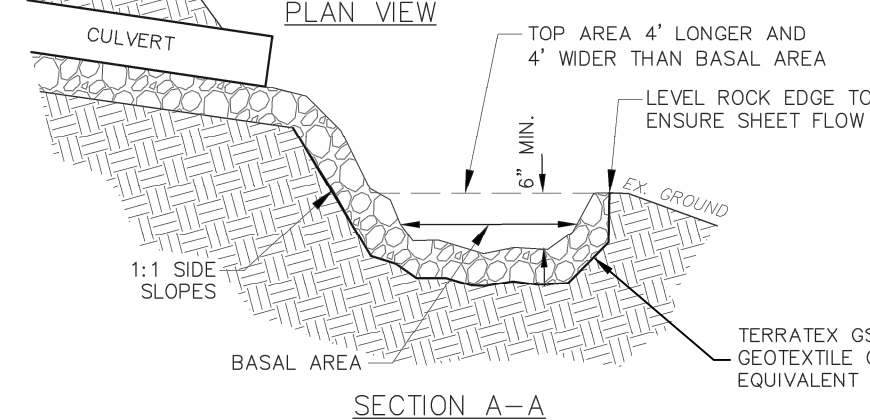 PLAN VIEW
CULVERT
TOP AREA 4' LONGER AND
4' WIDER THAN BASAL AREA
LEVEL ROCK EDGE TO
ENSURE SHEET FLOW
6" MIN.
EX. GROUND
1:1 SIDE
SLOPES
BASAL AREA
TERRATEX
GEOTEXTILE
EQUIVALENT
SECTION A-A